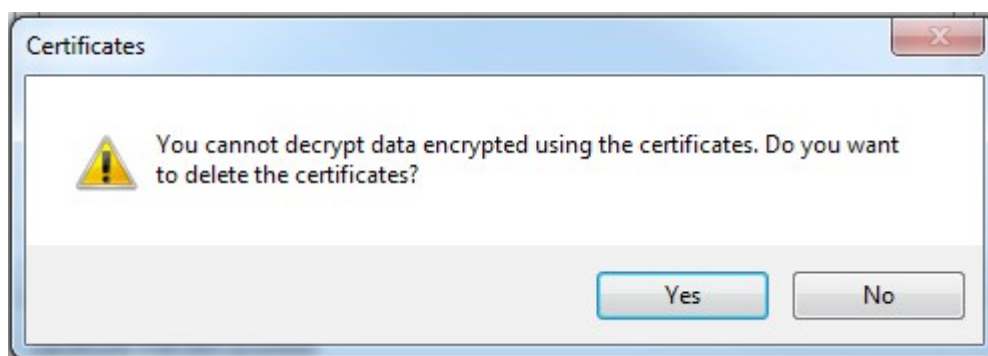 Certificates
You cannot decrypt data encrypted using the certificates. Do you want
to delete the certificates?
Yes
No